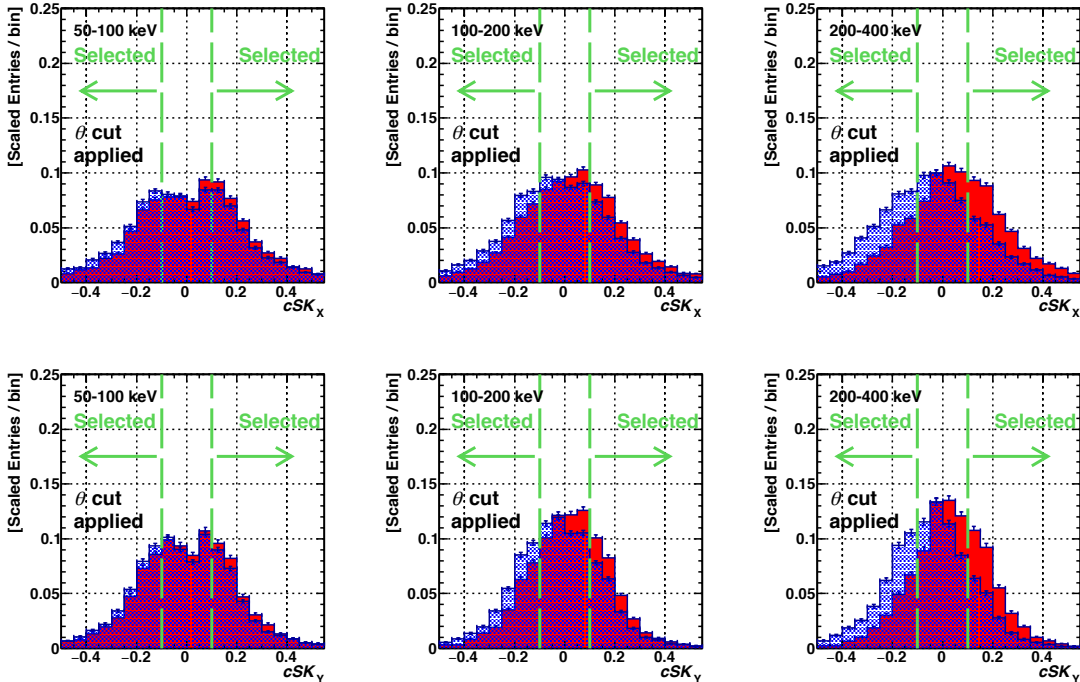 [Scaled Entries / bin]
0.25
0.2
0.15
0.1
0.05
0
50-100 keV
Selected Selected
θ cut
applied
−0.4 −0.2 0 0.2 0.4
cSK_X
[Scaled Entries / bin]
0.25
0.2
0.15
0.1
0.05
0
100-200 keV
Selected Selected
θ cut
applied
−0.4 −0.2 0 0.2 0.4
cSK_X
[Scaled Entries / bin]
0.25
0.2
0.15
0.1
0.05
0
200-400 keV
Selected Selected
θ cut
applied
−0.4 −0.2 0 0.2 0.4
cSK_X
[Scaled Entries / bin]
0.25
0.2
0.15
0.1
0.05
0
50-100 keV
Selected Selected
θ cut
applied
−0.4 −0.2 0 0.2 0.4
cSK_Y
[Scaled Entries / bin]
0.25
0.2
0.15
0.1
0.05
0
100-200 keV
Selected Selected
θ cut
applied
−0.4 −0.2 0 0.2 0.4
cSK_Y
[Scaled Entries / bin]
0.25
0.2
0.15
0.1
0.05
0
200-400 keV
Selected Selected
θ cut
applied
−0.4 −0.2 0 0.2 0.4
cSK_Y